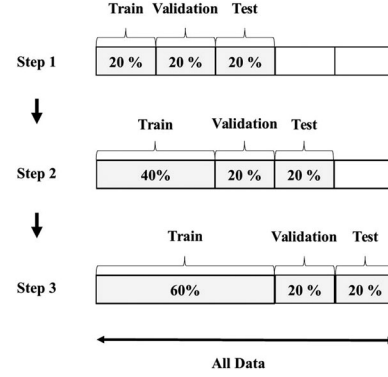 Train Validation Test
Step 1 20 % 20 % 20 %
Train Validation Test
Step 2 40% 20 % 20 %
Train Validation Test
Step 3 60% 20 % 20 %
All Data